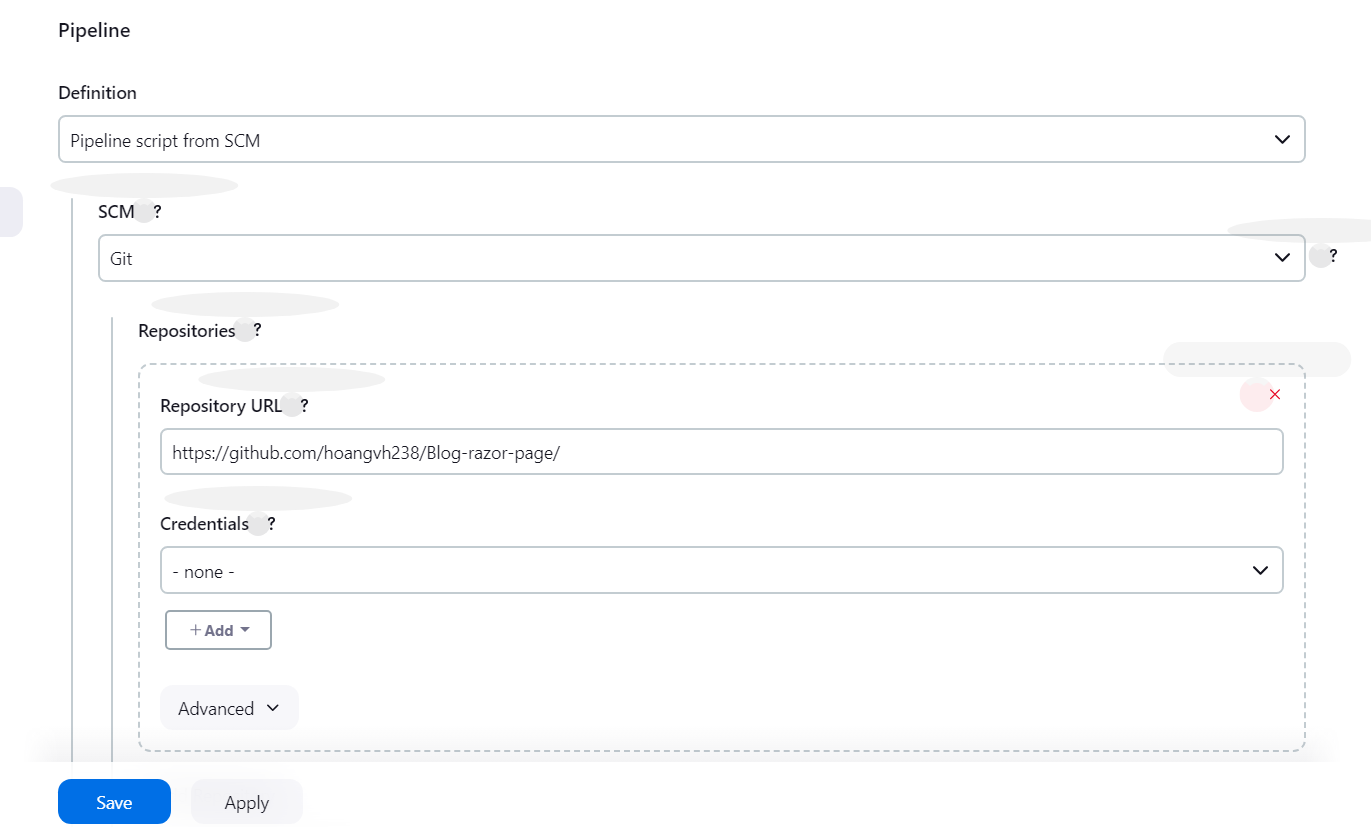 Pipeline
Definition
Pipeline script from SCM
SCM ?
Git
?
Repositories ?
Repository URL ?
https://github.com/hoangvh238/Blog-razor-page/
Credentials ?
- none -
+ Add
Advanced
Save Apply